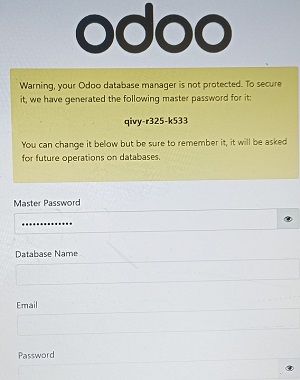 odoo
Warning, your Odoo database manager is not protected. To secure
it, we have generated the following master password for it:
qivy-r325-k533
You can change it below but be sure to remember it, it will be asked
for future operations on databases.
Master Password
••••••••••••••
Database Name
Email
Password